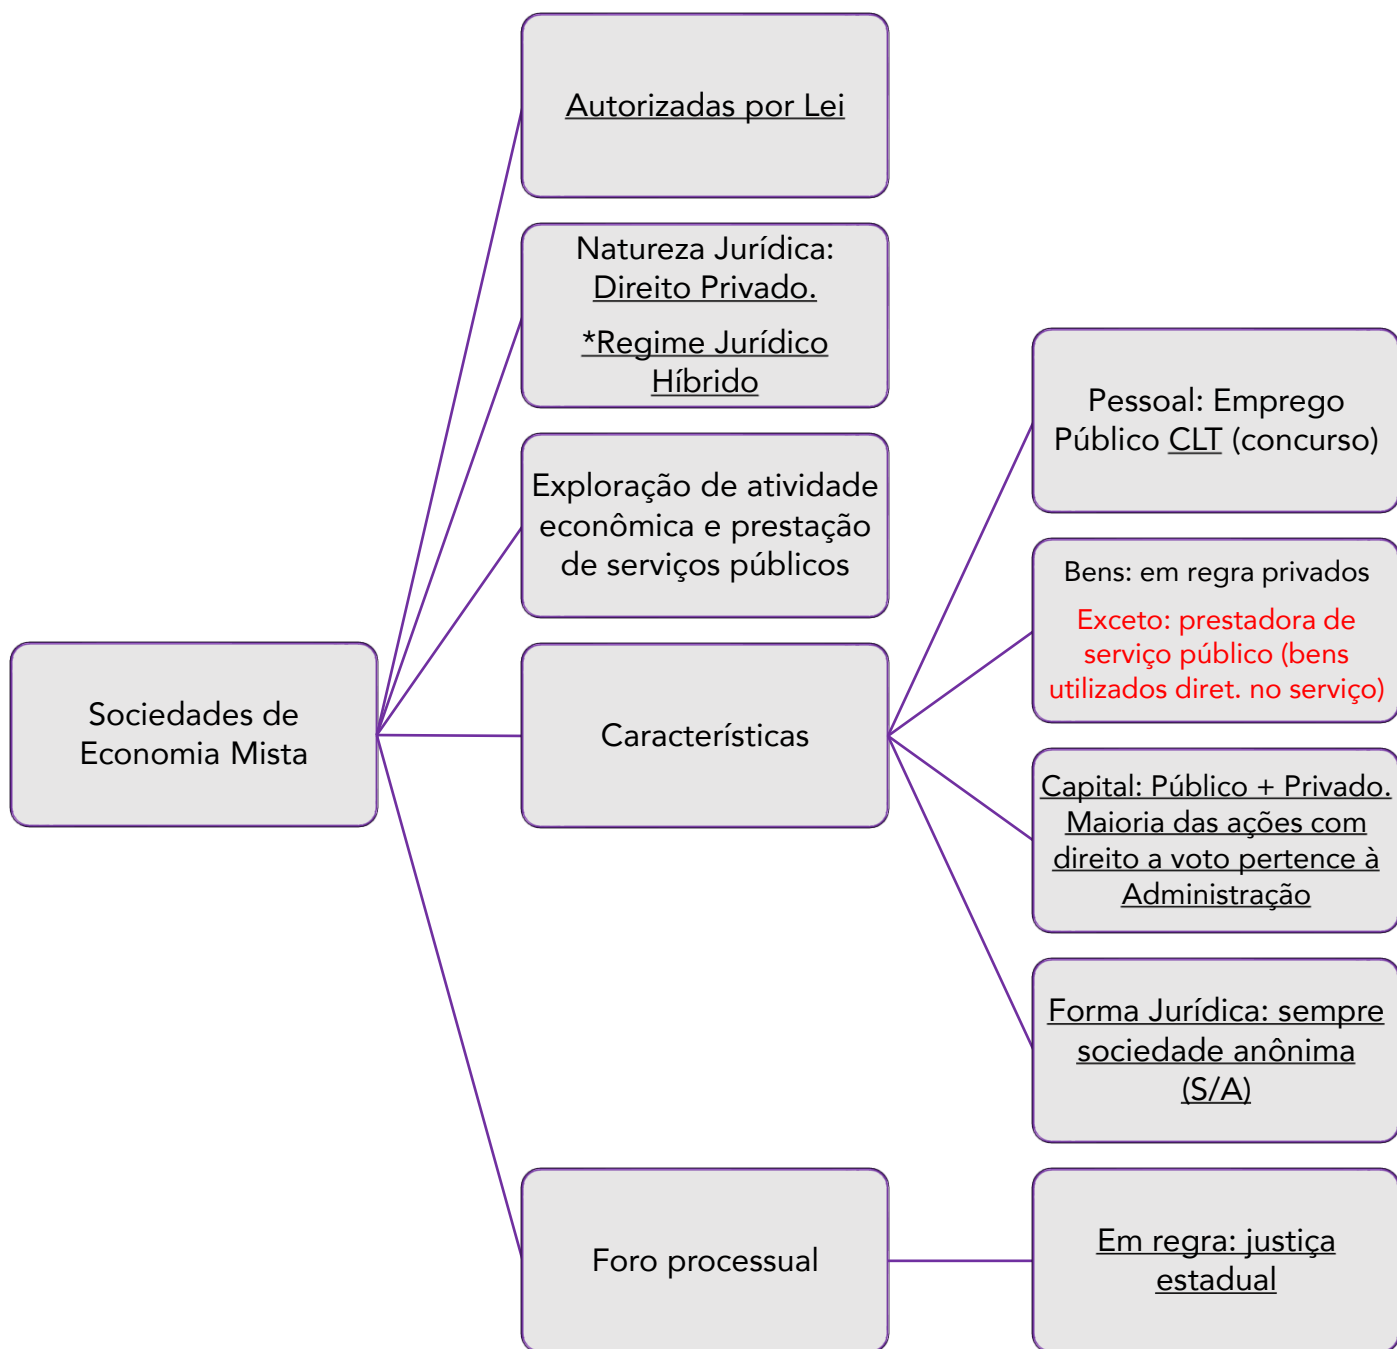 Sociedades de
Economia Mista
Autorizadas por Lei
Natureza Jurídica:
Direito Privado.
*Regime Jurídico
Híbrido
Exploração de atividade
econômica e prestação
de serviços públicos
Características
Pessoal: Emprego
Público CLT (concurso)
Bens: em regra privados
Exceto: prestadora de
serviço público (bens
utilizados diret. no serviço)
Capital: Público + Privado.
Maioria das ações com
direito a voto pertence à
Administração
Forma Jurídica: sempre
sociedade anônima
(S/A)
Foro processual
Em regra: justiça
estadual